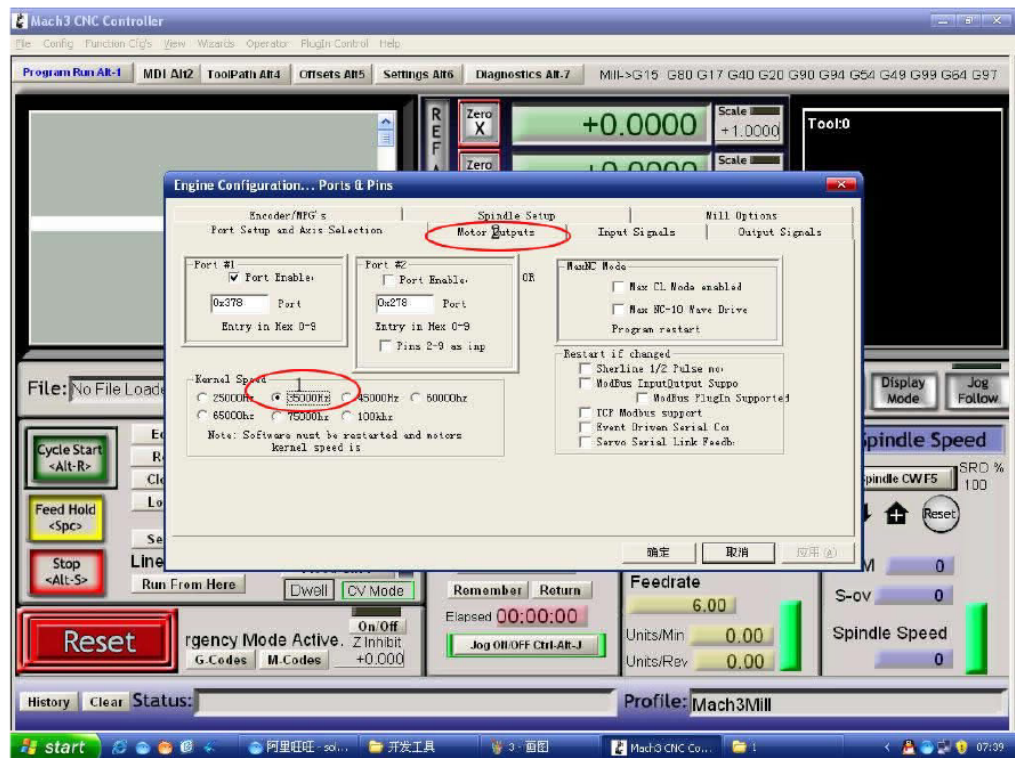 Mach3 CNC Controller
File Config Function Cfg's View Wizards Operator PlugIn Control Help
Program Run Alt-1 MDI Alt2 ToolPath Alt4 Offsets Alt5 Settings Alt6 Diagnostics Alt-7 Mill->G15 G80 G17 G40 G20 G90 G94 G54 G49 G99 G64 G97
R
E
F
Zero
X
+0.0000
Scale
+1.0000
Tool:0
Zero
Scale
Engine Configuration... Ports & Pins
Encoder/MPG's Spindle Setup Mill Options
Port Setup and Axis Selection Motor Outputs Input Signals Output Signals
2
Port #1
Port Enable
0x378 Port
Entry in Hex 0-9
Port #2
Port Enable
0x278 Port
Entry in Hex 0-9
Pins 2-9 as inp
OR
MaxNC Mode
Max CL Mode enabled
Max NC-10 Wave Drive
Program restart
Restart if changed
Sherline 1/2 Pulse mo
ModBus InputOutput Suppo
ModBus PlugIn Supported
TCP Modbus support
Event Driven Serial Co
Servo Serial Link Feedb
Kernel Speed
1
25000Hz 35000Hz 45000Hz 60000hz
65000hz 75000hz 100khz
Note: Software must be restarted and motors
kernel speed is
确定 取消 应用(A)
File: No File Load
Display
Mode
Jog
Follow
Cycle Start
<Alt-R>
Feed Hold
<Spc>
Stop
<Alt-S>
Line
Run From Here
Dwell CV Mode
Remember Return
Elapsed 00:00:00
Jog ON/OFF Ctrl-Alt-J
Feedrate
6.00
Units/Min 0.00
Units/Rev 0.00
Spindle Speed
Spindle CW F5
SRO %
100
Reset
0
S-ov 0
Spindle Speed
0
Reset
rgency Mode Active.
G-Codes M-Codes
On/Off
Z Inhibit
+0.000
History Clear Status:
Profile: Mach3Mill
start 阿里旺旺 - sol... 开发工具 3 - 画图 Mach3 CNC Co... 1 07:39